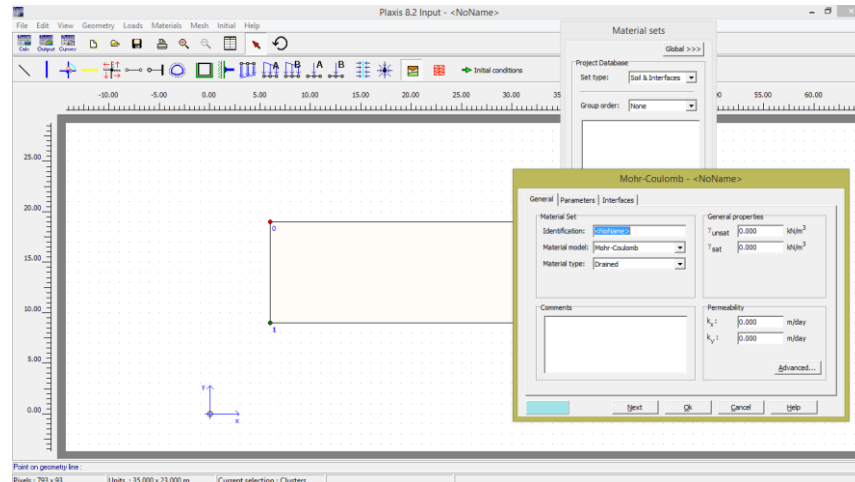 Plaxis 8.2 Input - <NoName>
File Edit View Geometry Loads Materials Mesh Initial Help
Calc Output Curves
A B A B Initial conditions
-10.00 -5.00 0.00 5.00 10.00 15.00 20.00 25.00 30.00 35 0 55.00 60.00
25.00
20.00
15.00
10.00
5.00
0.00
0
1
y
x
Material sets
Global >>>
Project Database
Set type: Soil & Interfaces
Group order: None
Mohr-Coulomb - <NoName>
General Parameters Interfaces
Material Set
Identification: <NoName>
Material model: Mohr-Coulomb
Material type: Drained
General properties
γunsat 0.000 kN/m³
γsat 0.000 kN/m³
Comments
Permeability
kx: 0.000 m/day
ky: 0.000 m/day
Advanced...
Next Ok Cancel Help
Point on geometry line :
Pixels : 793 x 93 Units : 35.000 x 23.000 m Current selection : Clusters